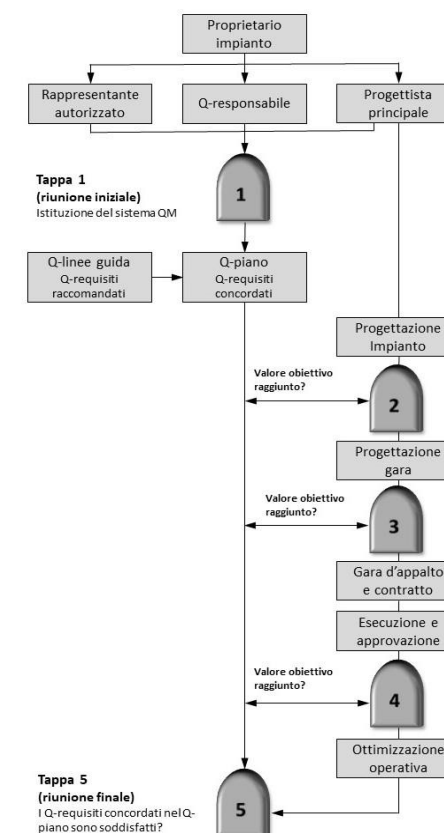 Proprietario
impianto
Rappresentante
autorizzato
Q-responsabile
Progettista
principale
Tappa 1
(riunione iniziale)
Istituzione del sistema QM
1
Q-linee guida
Q-requisiti
raccomandati
Q-piano
Q-requisiti
concordati
Progettazione
Impianto
Valore obiettivo
raggiunto?
2
Progettazione
gara
Valore obiettivo
raggiunto?
3
Gara d'appalto
e contratto
Esecuzione e
approvazione
Valore obiettivo
raggiunto?
4
Ottimizzazione
operativa
Tappa 5
(riunione finale)
I Q-requisiti concordati nel Q-
piano sono soddisfatti?
5